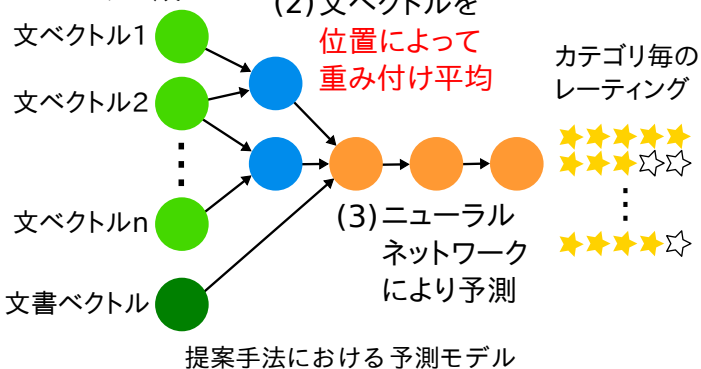 (2)文ベクトルを
位置によって
重み付け平均
文ベクトル1
文ベクトル2
文ベクトルn
文書ベクトル
カテゴリ毎の
レーティング
(3)ニューラル
ネットワーク
により予測
提案手法における予測モデル